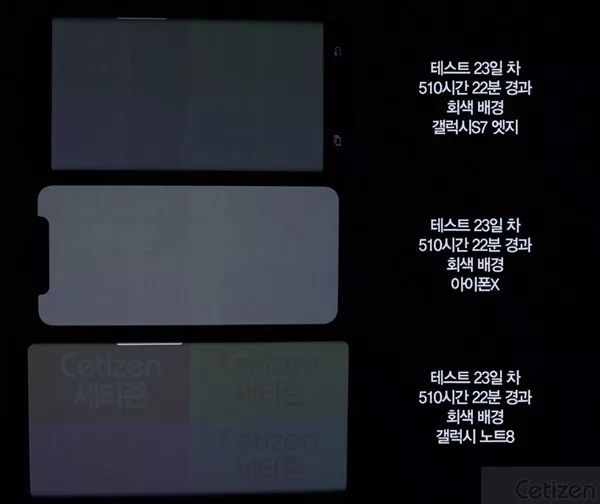 테스트 23일 차
510시간 22분 경과
회색 배경
갤럭시S7 엣지
테스트 23일 차
510시간 22분 경과
회색 배경
아이폰X
Cetizen
세티즌
Cetizen
세티즌
Cetizen
세티즌
테스트 23일 차
510시간 22분 경과
회색 배경
갤럭시 노트8
Cetizen